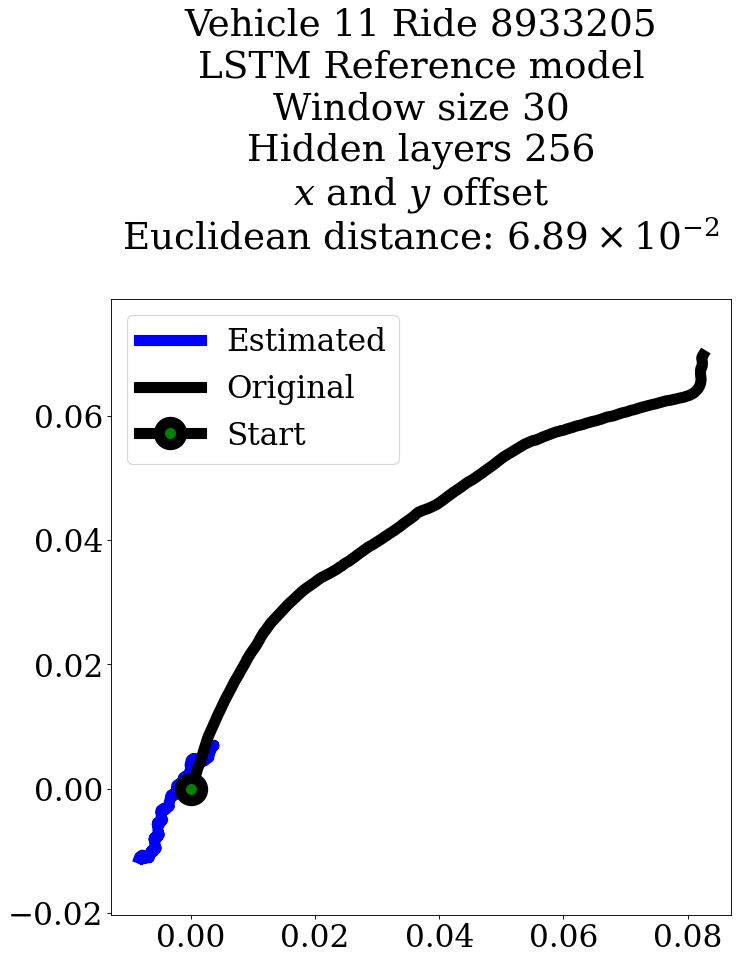 Vehicle 11 Ride 8933205
LSTM Reference model
Window size 30
Hidden layers 256
x and y offset
Euclidean distance: 6.89 × 10⁻²
Estimated
Original
Start
0.06
0.04
0.02
0.00
−0.02
0.00 0.02 0.04 0.06 0.08